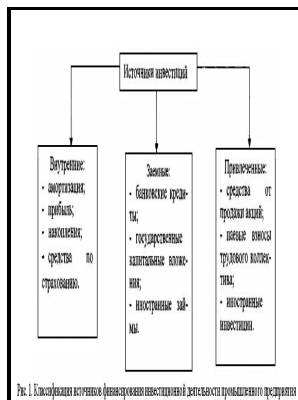 Источники инвестиций
Внутренние:
- амортизация;
- прибыль;
- накопления;
- средства по
страхованию.
Заемные:
- банковские креди-
ты;
- государственные
капитальные вложе-
ния;
- иностранные зай-
мы.
Привлеченные:
- средства от
продажи акций;
- паевые взносы
трудового коллек-
тива;
- иностранные
инвестиции.
Рис. 1. Классификация источников финансирования инвестиционной деятельности промышленного предприятия